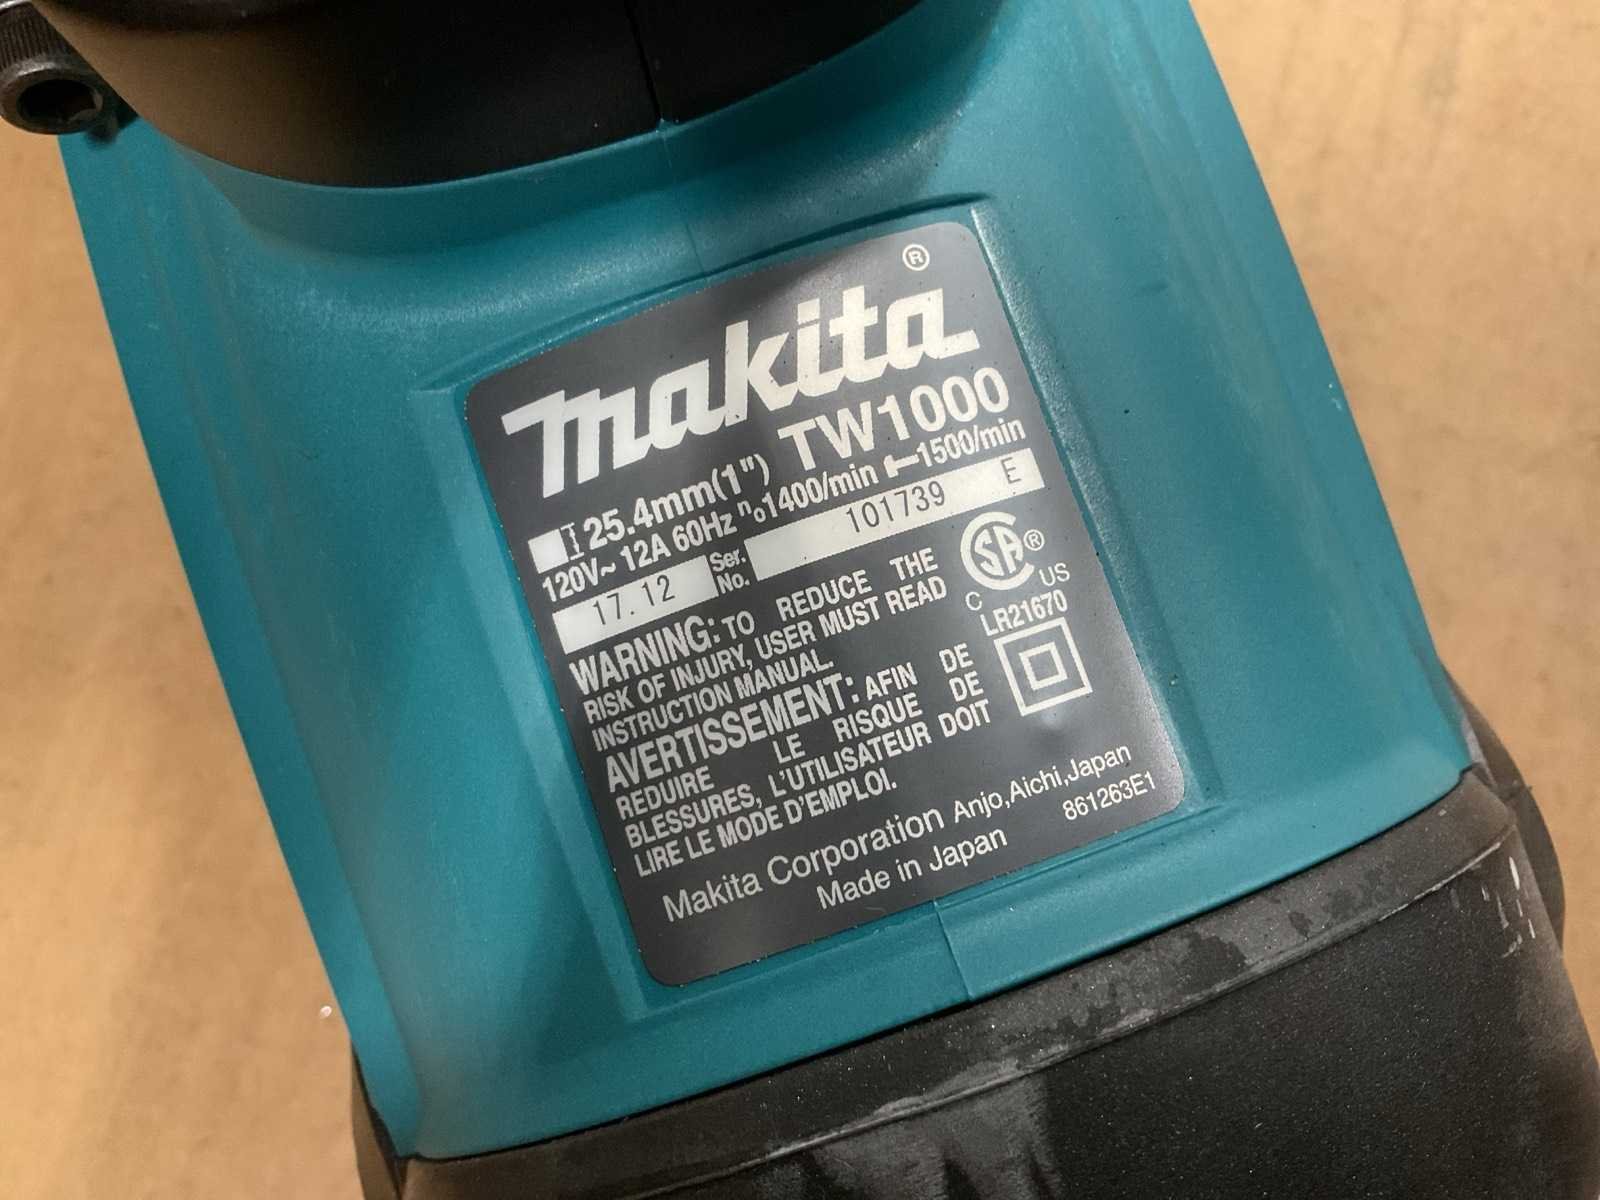 makita®
TW1000
25.4mm(1")
120V~ 12A 60Hz n₀1400/min 1500/min
17.12 Ser. No. 101739 E
WARNING: TO REDUCE THE
RISK OF INJURY, USER MUST READ
INSTRUCTION MANUAL.
AVERTISSEMENT: AFIN DE
REDUIRE LE RISQUE DE
BLESSURES, L'UTILISATEUR DOIT
LIRE LE MODE D'EMPLOI.
CSA®
C US
LR21670
Makita Corporation Anjo,Aichi,Japan
Made in Japan 861263E1